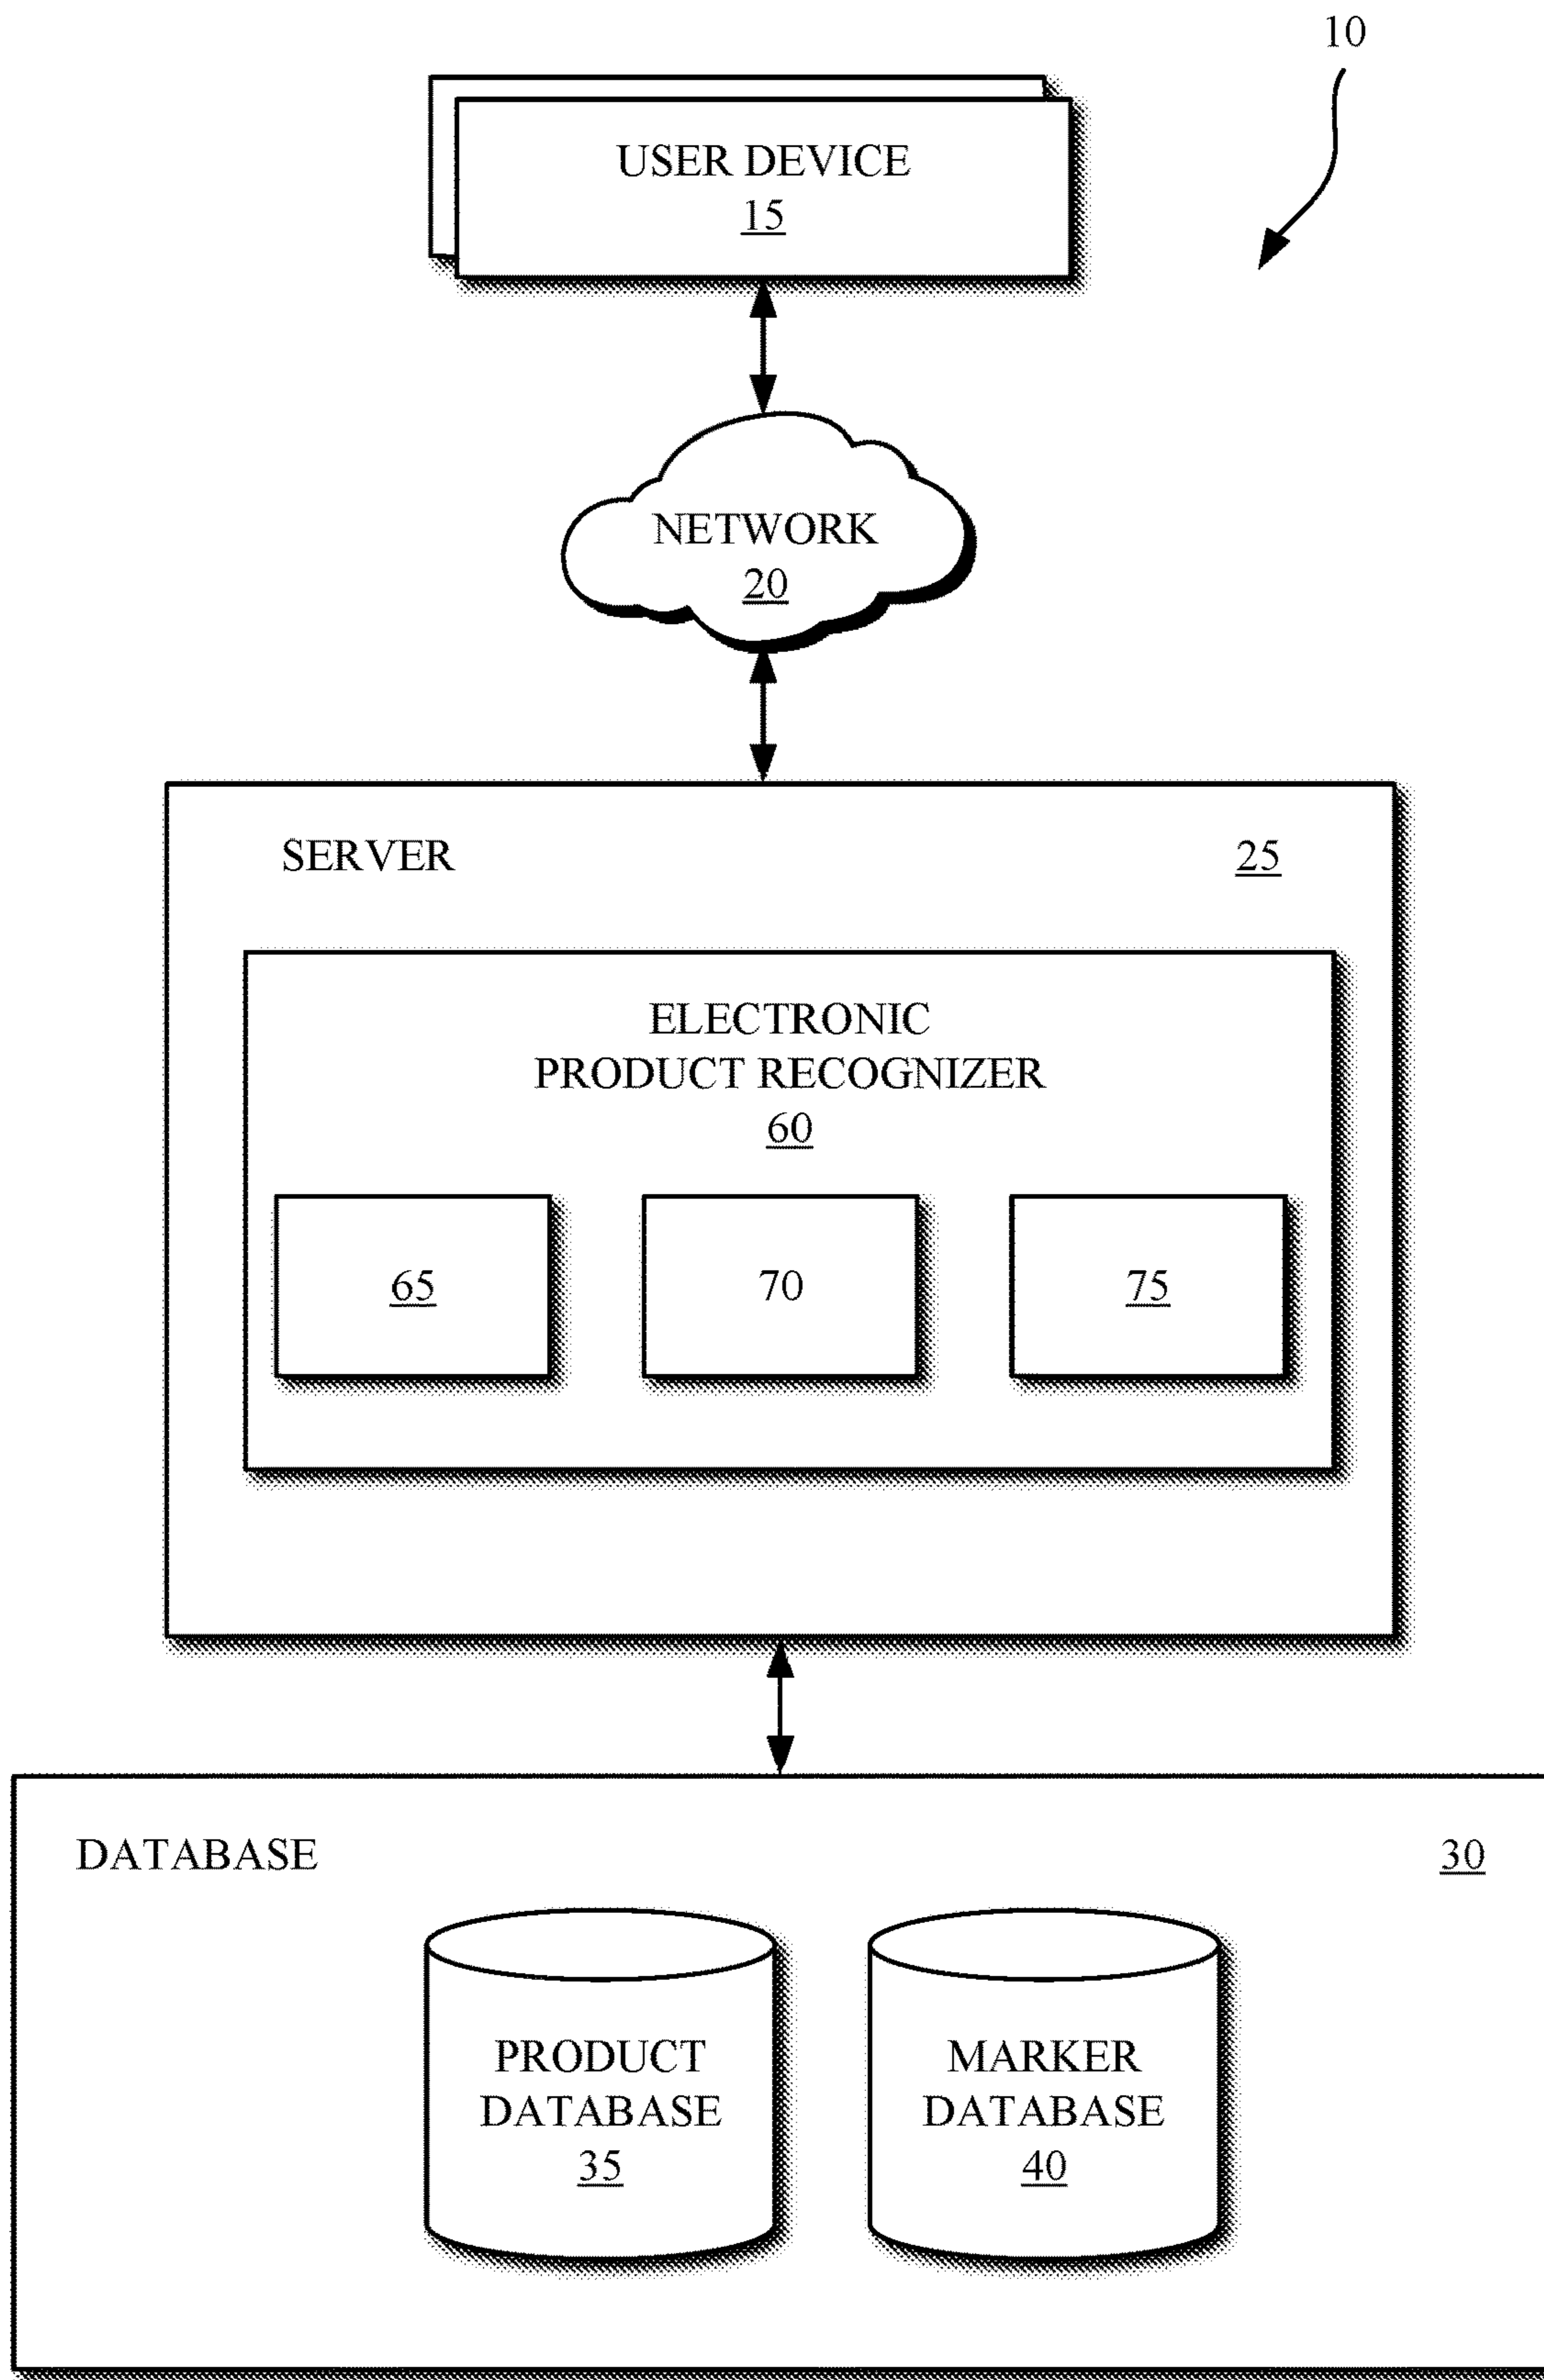 10
USER DEVICE
15
NETWORK
20
SERVER 25
ELECTRONIC
PRODUCT RECOGNIZER
60
65 70 75
DATABASE 30
PRODUCT
DATABASE
35
MARKER
DATABASE
40